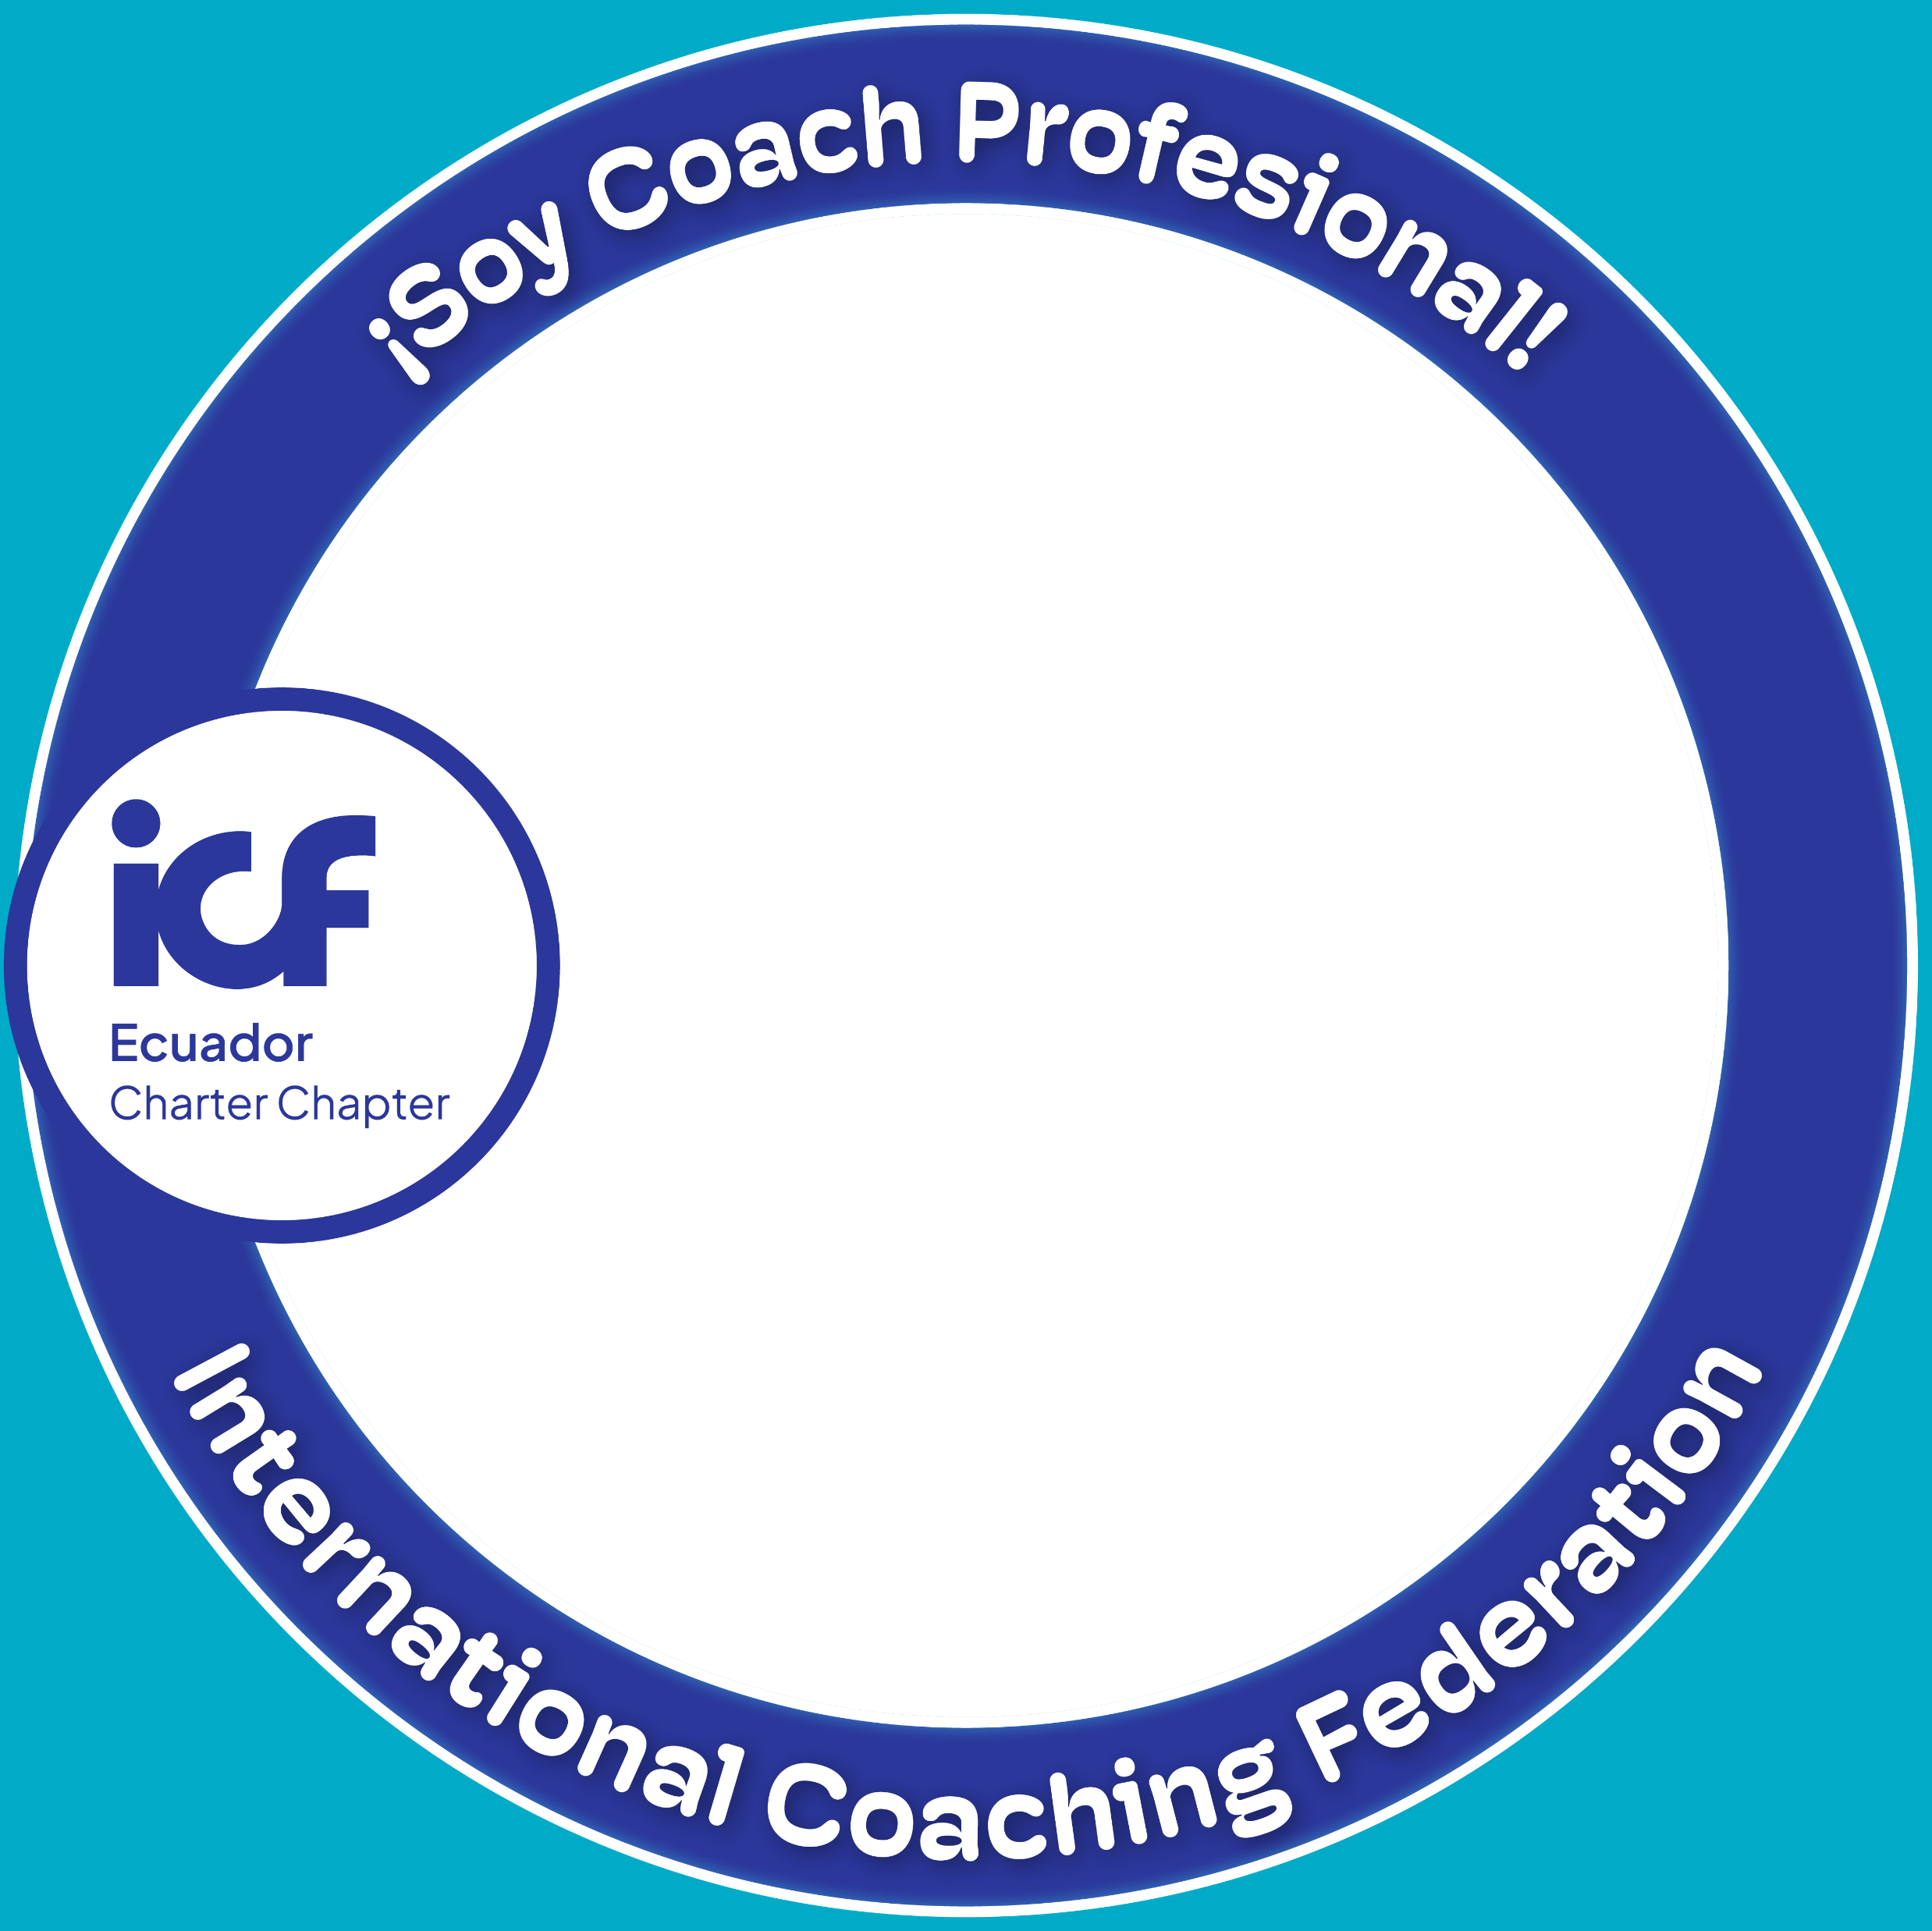 ¡Soy Coach Profesional!
icf
Ecuador
Charter Chapter
International Coaching Federation